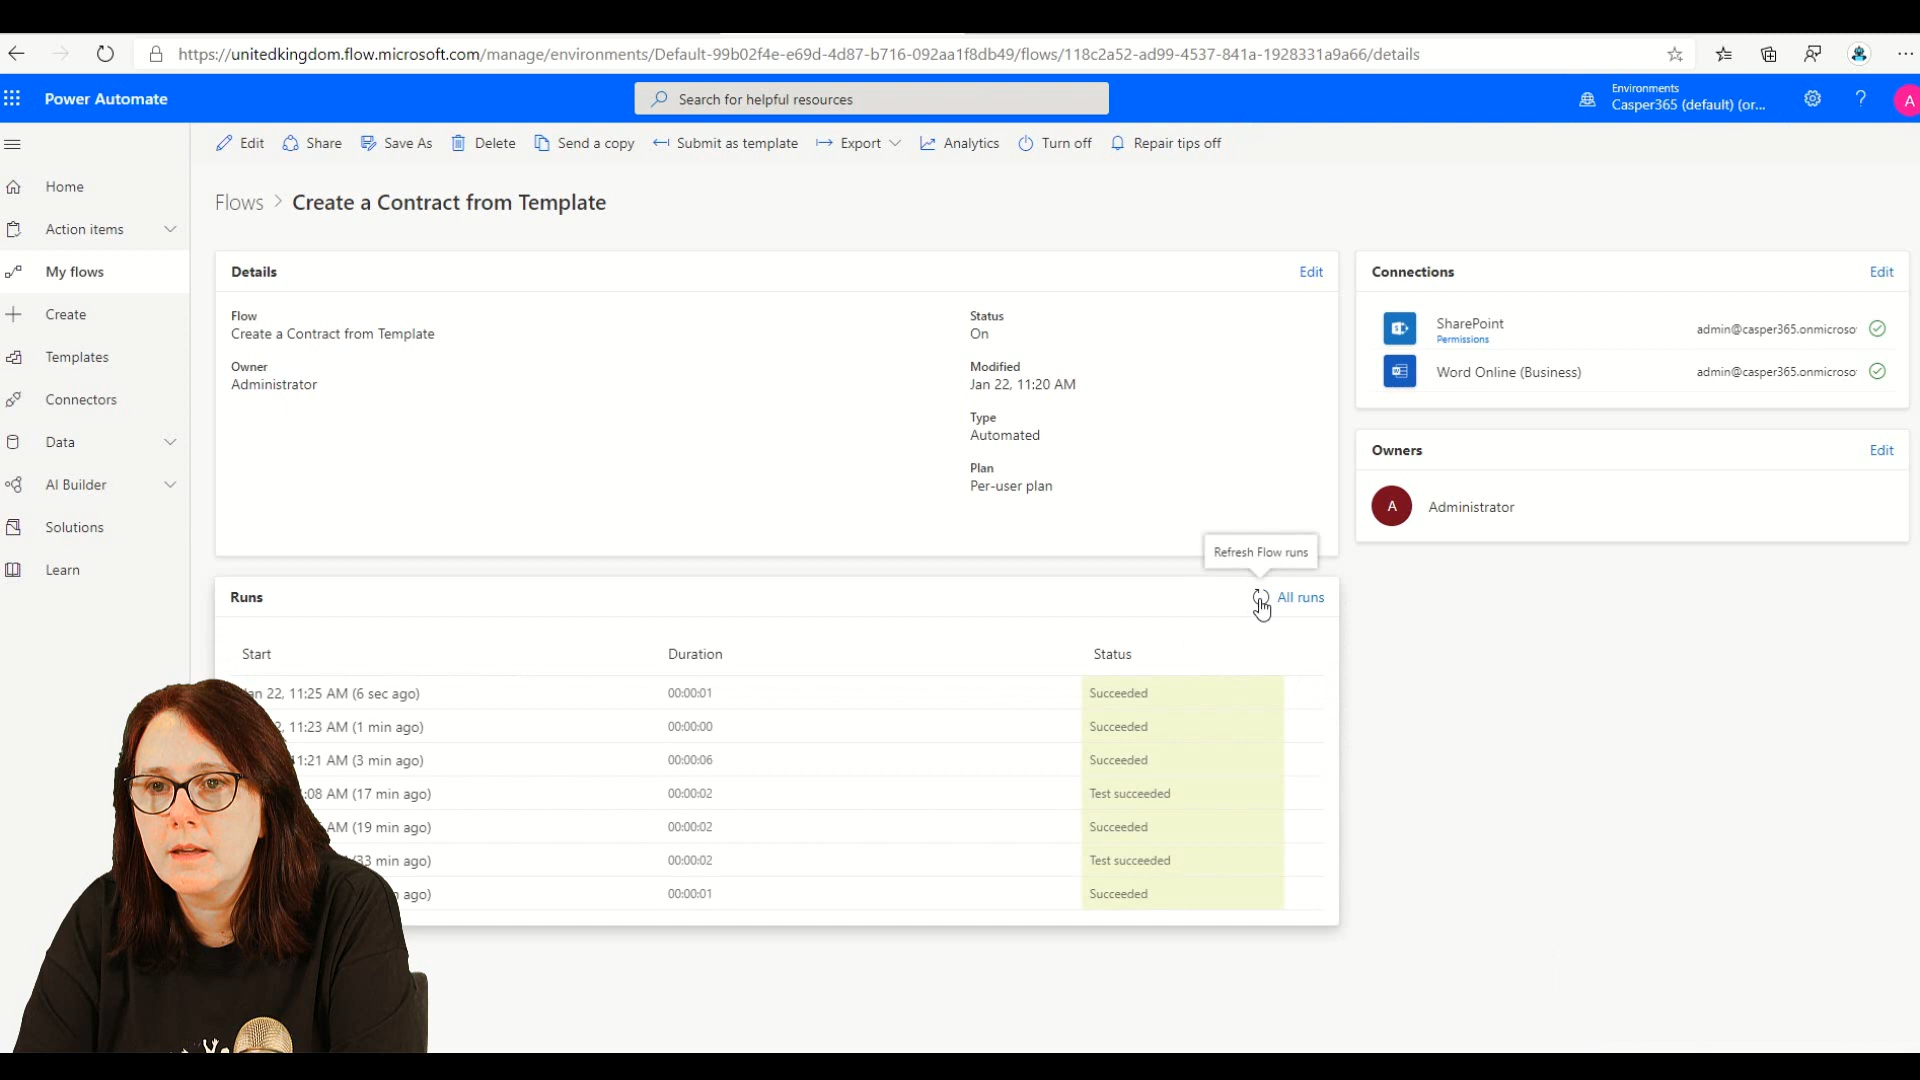 https://unitedkingdom.flow.microsoft.com/manage/environments/Default-99b02f4e-e69d-4d87-b716-092aa1f8db49/flows/118c2a52-ad99-4537-841a-1928331a9a66/details
Power Automate
Search for helpful resources
Environments
Casper365 (default) (or...
?
A
Edit
Share
Save As
Delete
Send a copy
Submit as template
Export
Analytics
Turn off
Repair tips off
Home
Action items
My flows
Create
Templates
Connectors
Data
AI Builder
Solutions
Learn
Flows > Create a Contract from Template
Details
Edit
Flow
Create a Contract from Template
Owner
Administrator
Status
On
Modified
Jan 22, 11:20 AM
Type
Automated
Plan
Per-user plan
Connections
Edit
SharePoint
Permissions
admin@casper365.onmicroso
Word Online (Business)
admin@casper365.onmicroso
Owners
Edit
A
Administrator
Refresh Flow runs
Runs
All runs
Start Duration Status
22, 11:25 AM (6 sec ago) 00:00:01 Succeeded
11:23 AM (1 min ago) 00:00:00 Succeeded
1:21 AM (3 min ago) 00:00:06 Succeeded
:08 AM (17 min ago) 00:00:02 Test succeeded
AM (19 min ago) 00:00:02 Succeeded
33 min ago) 00:00:02 Test succeeded
ago) 00:00:01 Succeeded